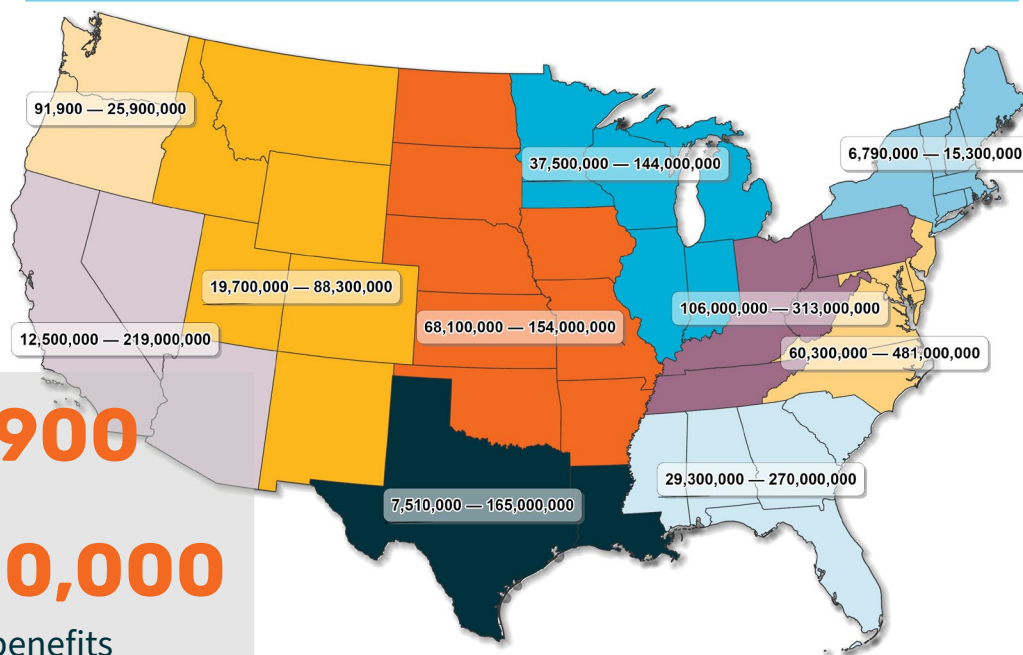 91,900 — 25,900,000
37,500,000 — 144,000,000
6,790,000 — 15,300,000
19,700,000 — 88,300,000
106,000,000 — 313,000,000
68,100,000 — 154,000,000
12,500,000 — 219,000,000
60,300,000 — 481,000,000
900
29,300,000 — 270,000,000
7,510,000 — 165,000,000
0,000
benefits